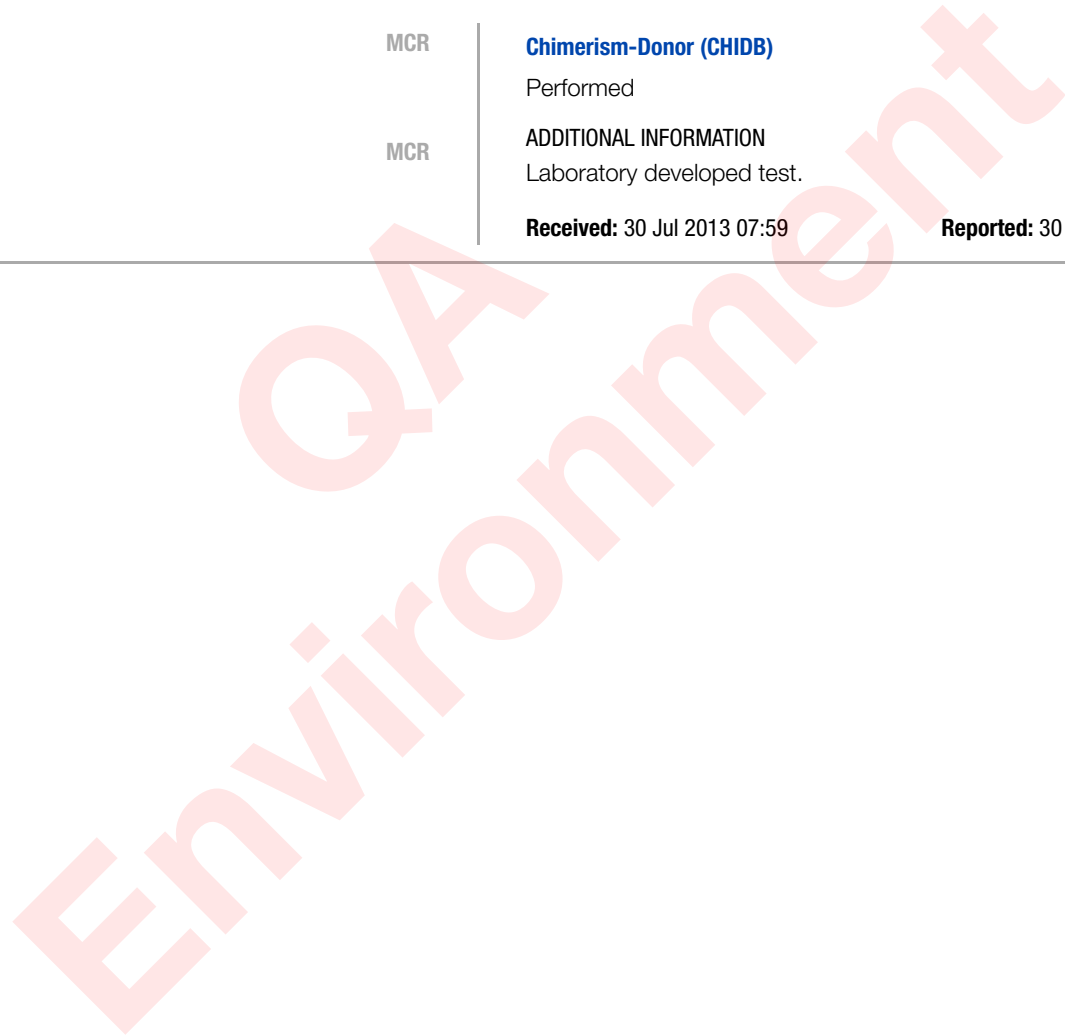 MCR
Chimerism-Donor (CHIDB)
Performed
MCR
ADDITIONAL INFORMATION
Laboratory developed test.
Received: 30 Jul 2013 07:59 Reported: 30
QA
Environment